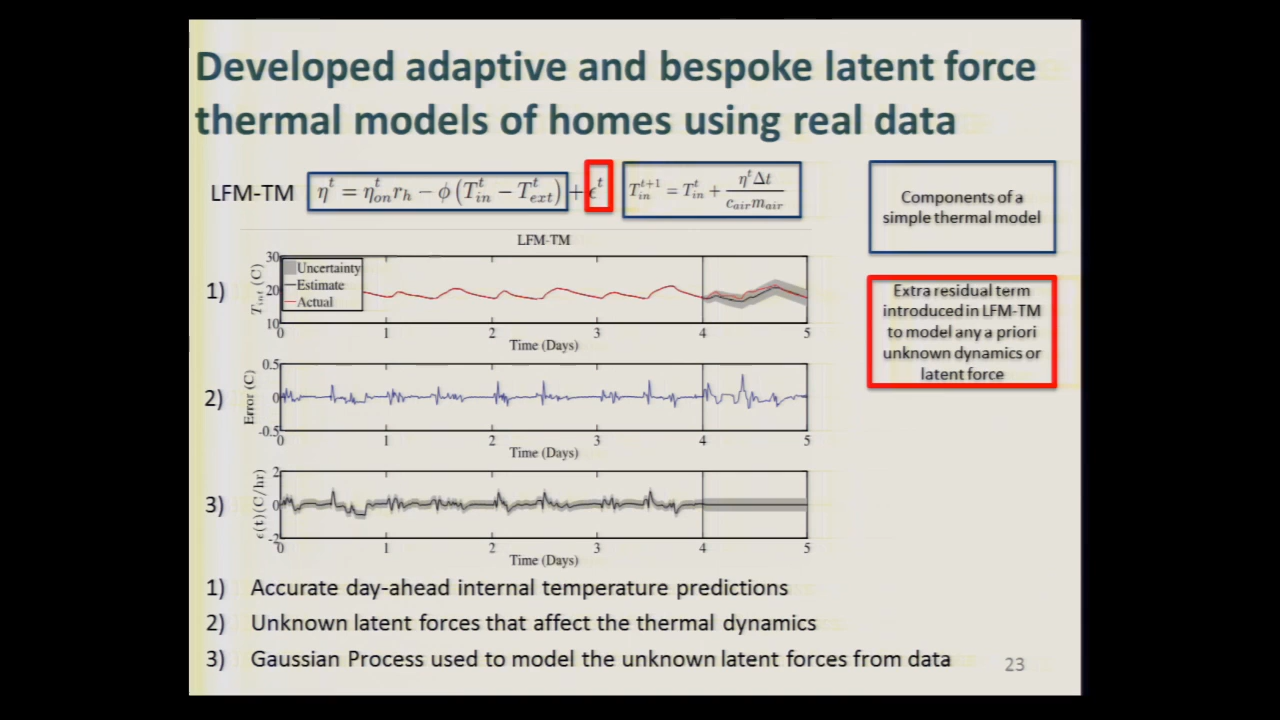 Developed adaptive and bespoke latent force
thermal models of homes using real data
LFM-TM η^t = η^t_on r_h − ϕ (T^t_in − T^t_ext) + ϵ^t T^{t+1}_in = T^t_in + η^t Δt / c_air m_air
Components of a
simple thermal model
Extra residual term
introduced in LFM-TM
to model any a priori
unknown dynamics or
latent force
LFM-TM
1)
T_int (C)
30
20
10
Uncertainty
Estimate
Actual
0 1 2 3 4 5
Time (Days)
2)
Error (C)
0.5
0
-0.5
0 1 2 3 4 5
Time (Days)
3)
ϵ(t)(C/hr)
2
0
-2
0 1 2 3 4 5
Time (Days)
1) Accurate day-ahead internal temperature predictions
2) Unknown latent forces that affect the thermal dynamics
3) Gaussian Process used to model the unknown latent forces from data
23